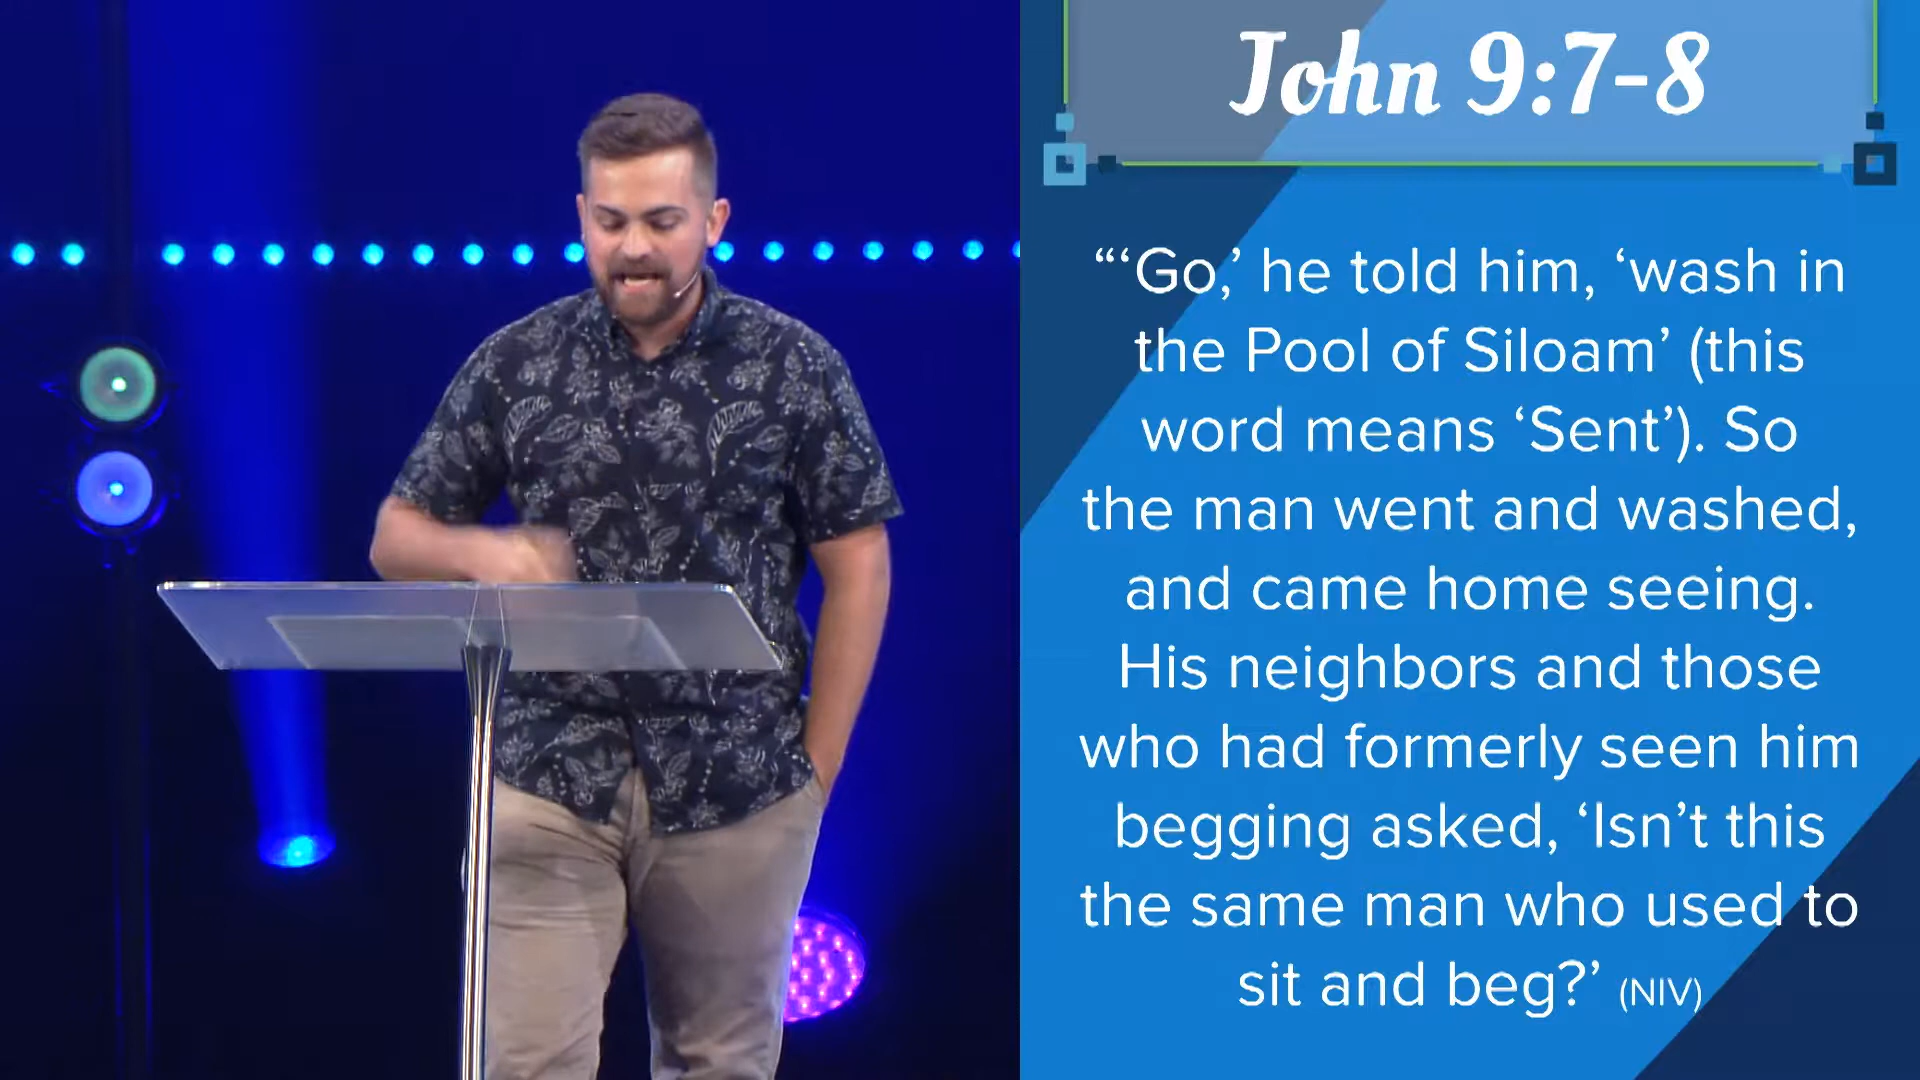 John 9:7-8
“‘Go,’ he told him, ‘wash in
the Pool of Siloam’ (this
word means ‘Sent’). So
the man went and washed,
and came home seeing.
His neighbors and those
who had formerly seen him
begging asked, ‘Isn’t this
the same man who used to
sit and beg?’ (NIV)